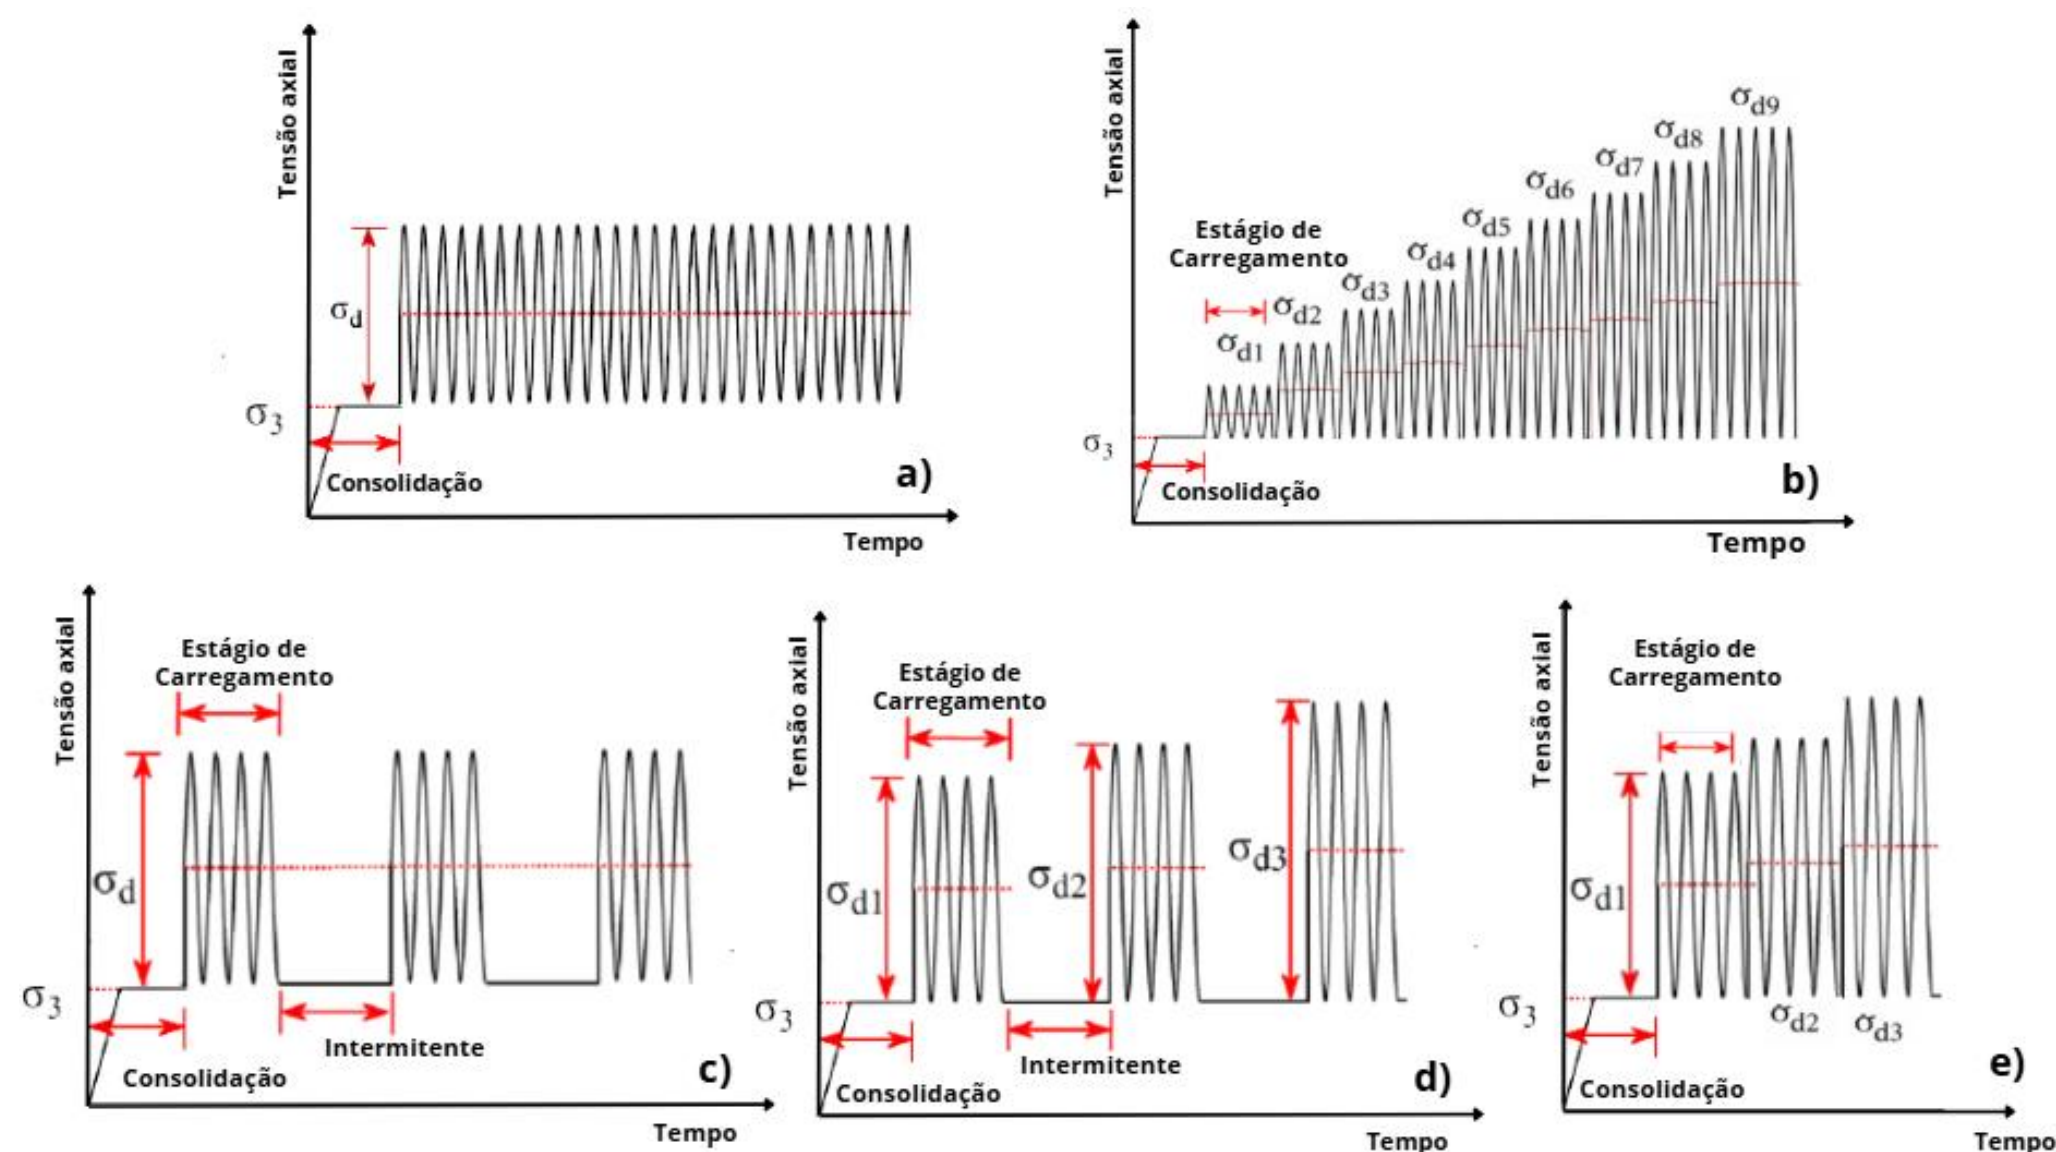 Tensão axial
σd
σ3
Consolidação
a)
Tempo
Tensão axial
σd9
σd8
σd7
σd6
σd5
σd4
σd3
σd2
σd1
Estágio de
Carregamento
σ3
Consolidação
b)
Tempo
Tensão axial
Estágio de
Carregamento
σd
σ3
Intermitente
Consolidação
c)
Tempo
Tensão axial
Estágio de
Carregamento
σd1
σd2
σd3
σ3
Intermitente
Consolidação
d)
Tempo
Tensão axial
Estágio de
Carregamento
σd1
σ3
σd2
σd3
Consolidação
e)
Tempo